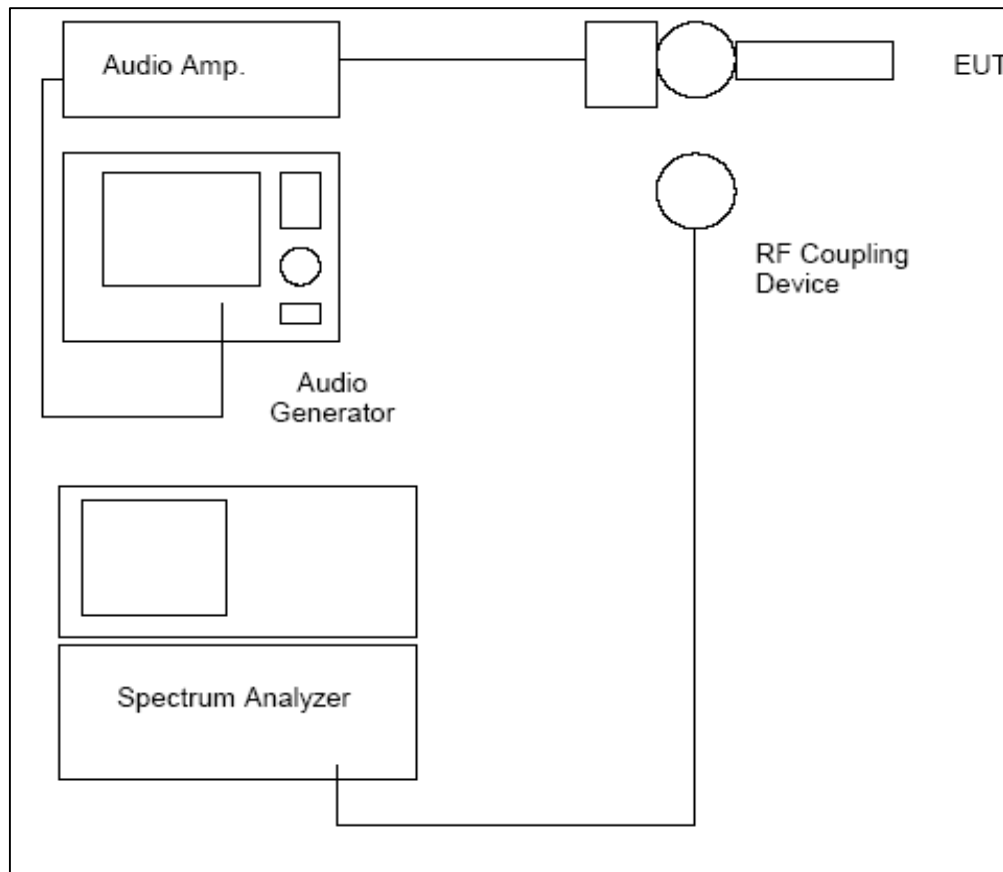 Audio Amp.
EUT
RF Coupling
Device
Audio
Generator
Spectrum Analyzer